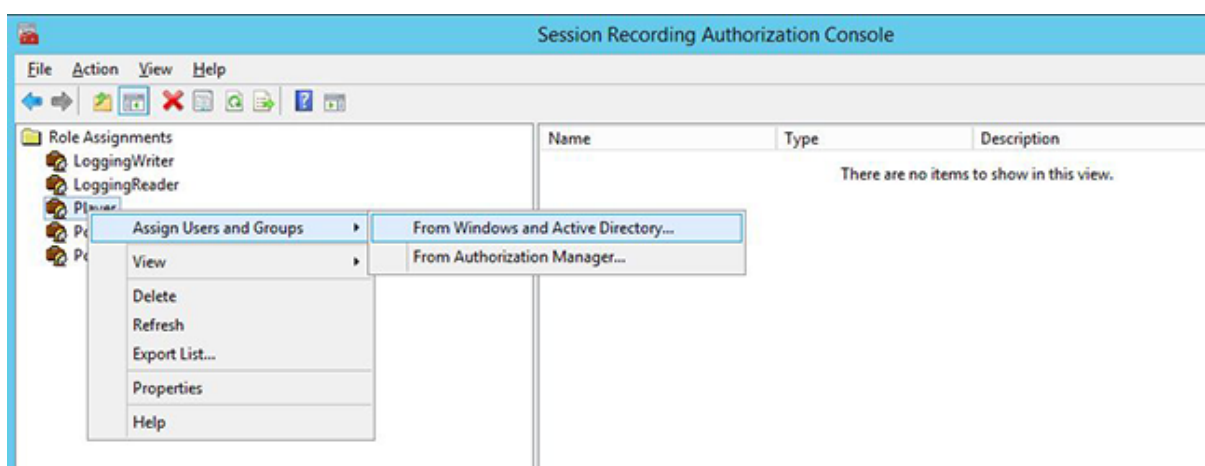 Session Recording Authorization Console
File Action View Help
Role Assignments
LoggingWriter
LoggingReader
Player
Assign Users and Groups
View
Delete
Refresh
Export List...
Properties
Help
From Windows and Active Directory...
From Authorization Manager...
Name Type Description
There are no items to show in this view.